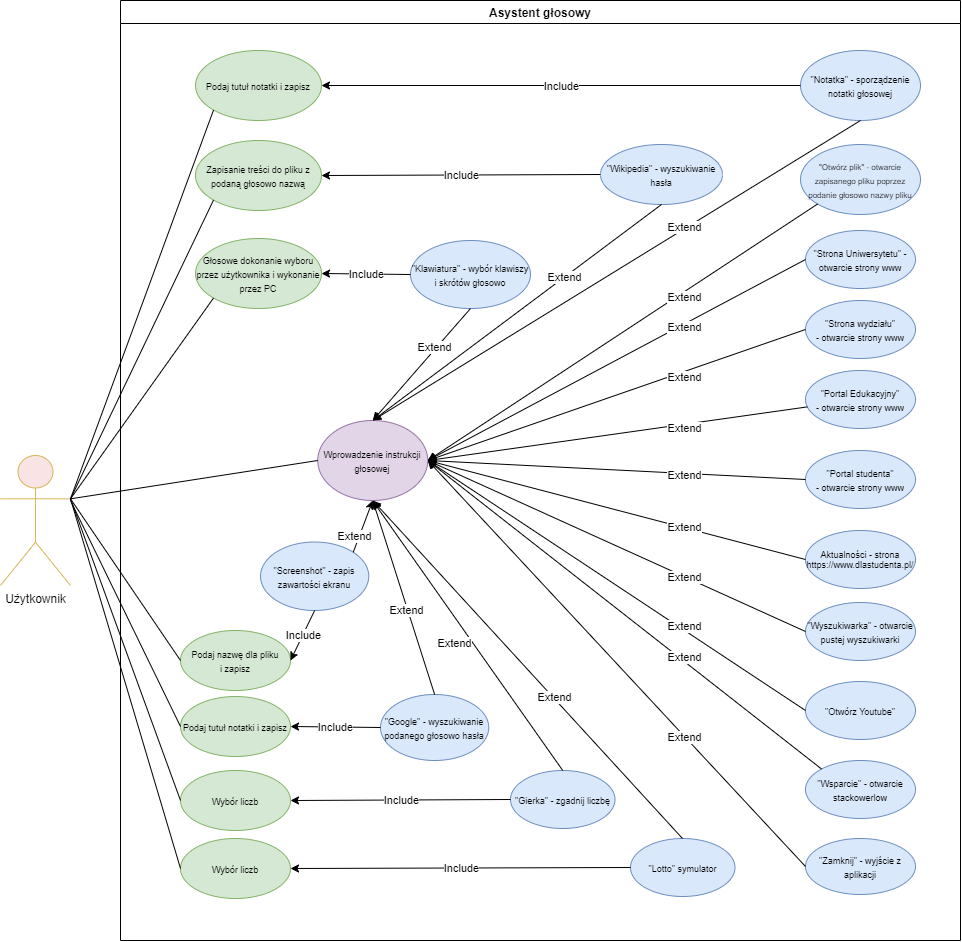 Asystent głosowy
Podaj tutuł notatki i zapisz
Include
"Notatka" - sporządzenie
notatki głosowej
Zapisanie treści do pliku z
podaną głosowo nazwą
Include
"Wikipedia" - wyszukiwanie
hasła
"Otwórz plik" - otwarcie
zapisanego pliku poprzez
podanie głosowo nazwy pliku
Extend
Głosowe dokonanie wyboru
przez użytkownika i wykonanie
przez PC
Include
"Klawiatura" - wybór klawiszy
i skrótów głosowo
Extend
"Strona Uniwersytetu" -
otwarcie strony www
Extend
Extend
Extend
"Strona wydziału"
- otwarcie strony www
Extend
"Portal Edukacyjny"
- otwarcie strony www
Extend
Wprowadzenie instrukcji
głosowej
"Portal studenta"
- otwarcie strony www
Extend
Extend
Użytkownik
Extend
"Screenshot" - zapis
zawartości ekranu
Aktualności - strona
https://www.dlastudenta.pl/
Extend
Extend
Include
Extend
"Wyszukiwarka" - otwarcie
pustej wyszukiwarki
Extend
Podaj nazwę dla pliku
i zapisz
Extend
Extend
"Otwórz Youtube"
Podaj tutuł notatki i zapisz
Include
"Google" - wyszukiwanie
podanego głosowo hasła
Extend
"Wsparcie" - otwarcie
stackowerlow
Wybór liczb
Include
"Gierka" - zgadnij liczbę
Wybór liczb
Include
"Lotto" symulator
"Zamknij" - wyjście z
aplikacji